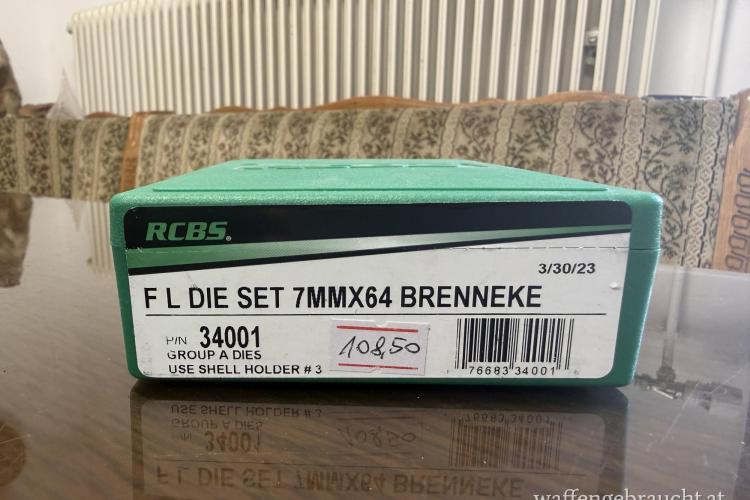 RCBS.
3/30/23
F L DIE SET 7MMX64 BRENNEKE
P/N 34001
GROUP A DIES
USE SHELL HOLDER # 3
108,50
76683 34001 6
waffengebraucht.at